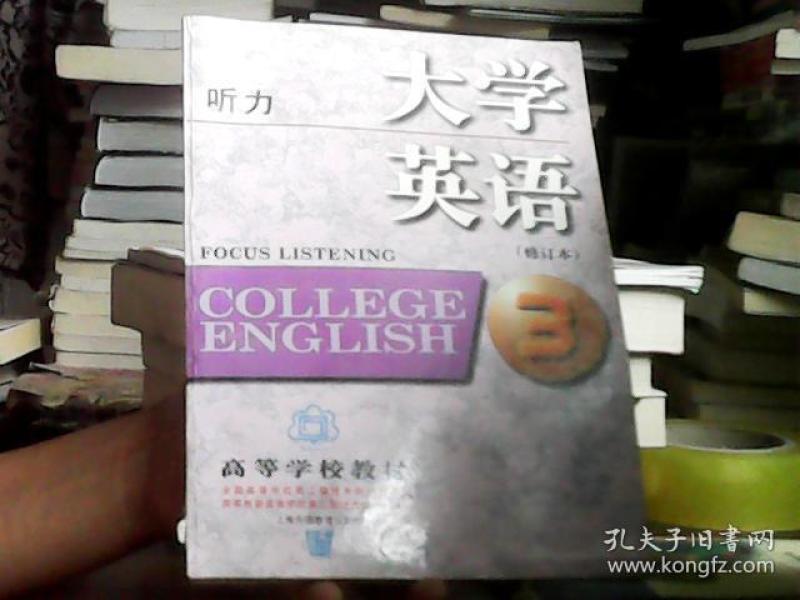 听力
大学
英语
(修订本)
FOCUS LISTENING
COLLEGE
ENGLISH
3
高等学校教材
孔夫子旧书网
www.kongfz.com